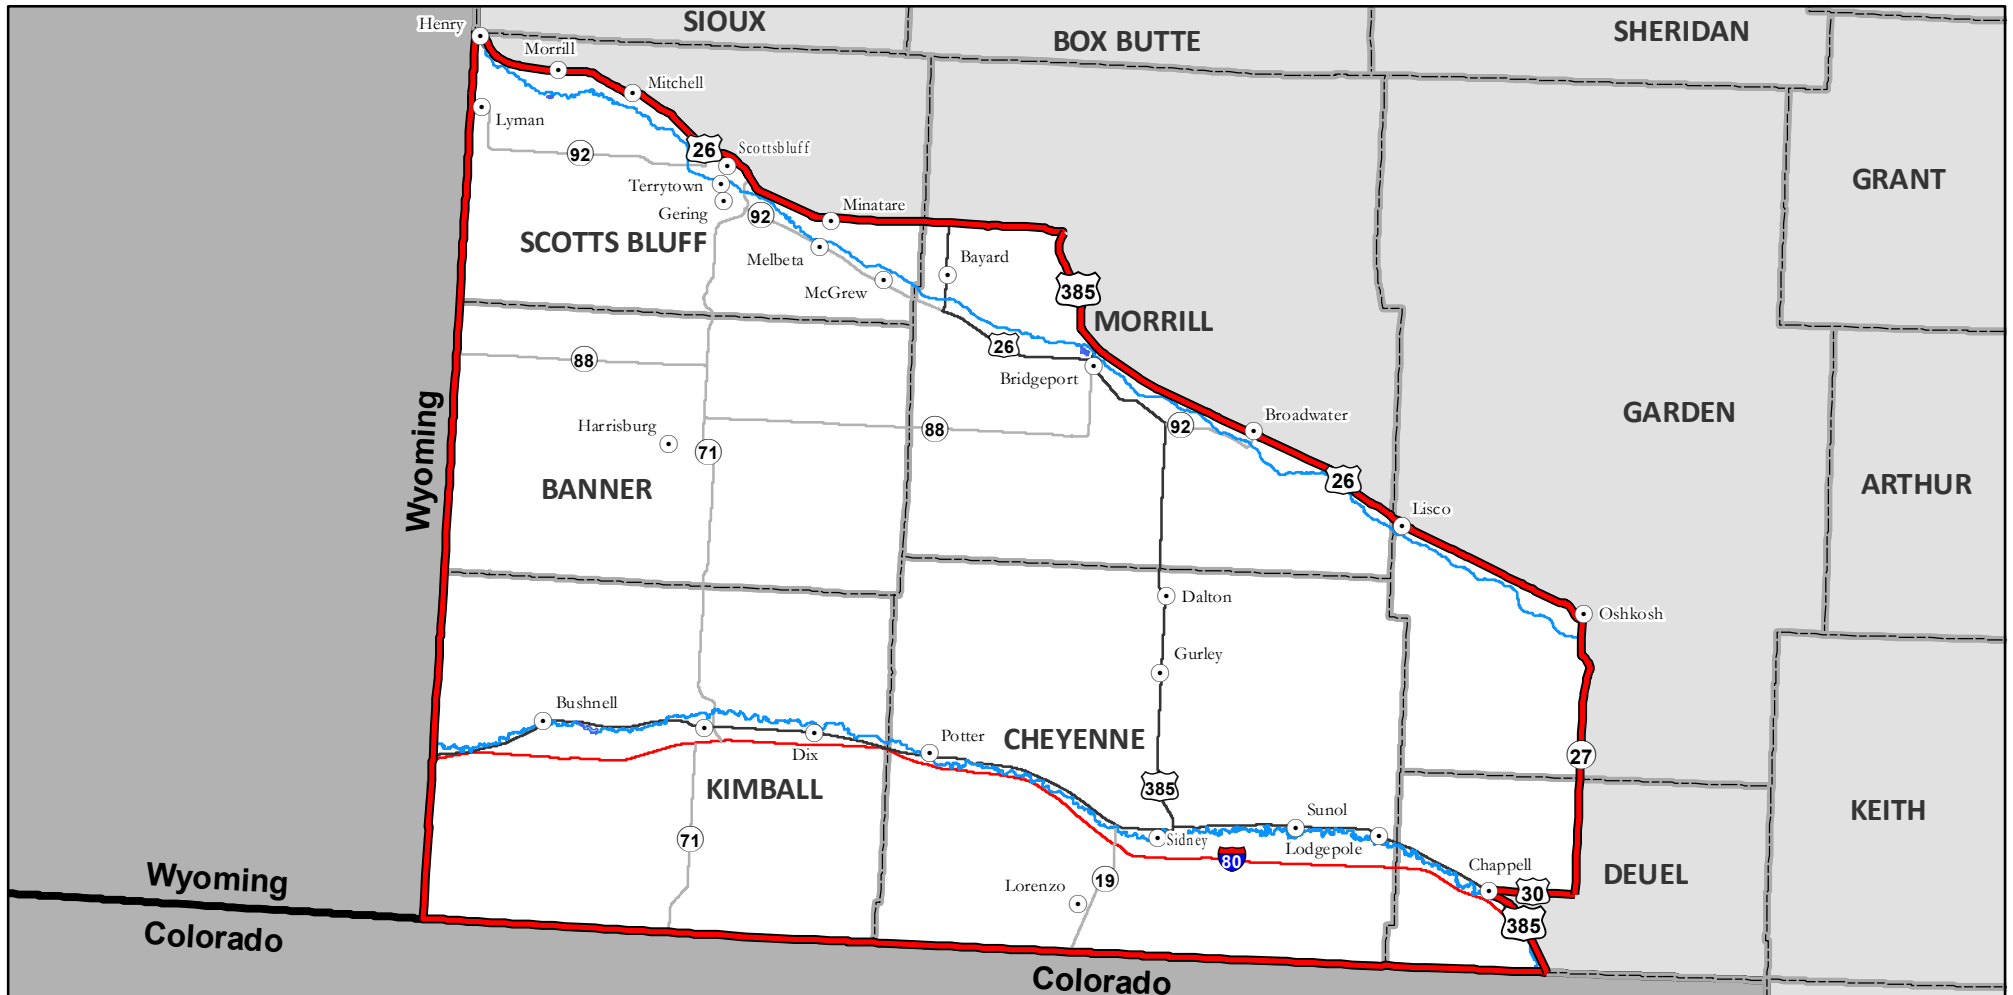 SIOUX
Henry
SHERIDAN
BOX BUTTE
Morrill
Mitchell
Lyman
26
Scottsbluff
92
GRANT
Terrytown
Minatare
Gering
92
SCOTTS BLUFF
Bayard
Melbeta
385
McGrew
MORRILL
26
88
Bridgeport
GARDEN
Broadwater
Harrisburg
88
92
71
Wyoming
26
ARTHUR
BANNER
Lisco
Dalton
Oshkosh
Gurley
Bushnell
Potter
CHEYENNE
Dix
27
KIMBALL
385
Sunol
KEITH
71
Sidney
Lodgepole
80
Chappell
DEUEL
Wyoming
19
Lorenzo
30
385
Colorado
Colorado